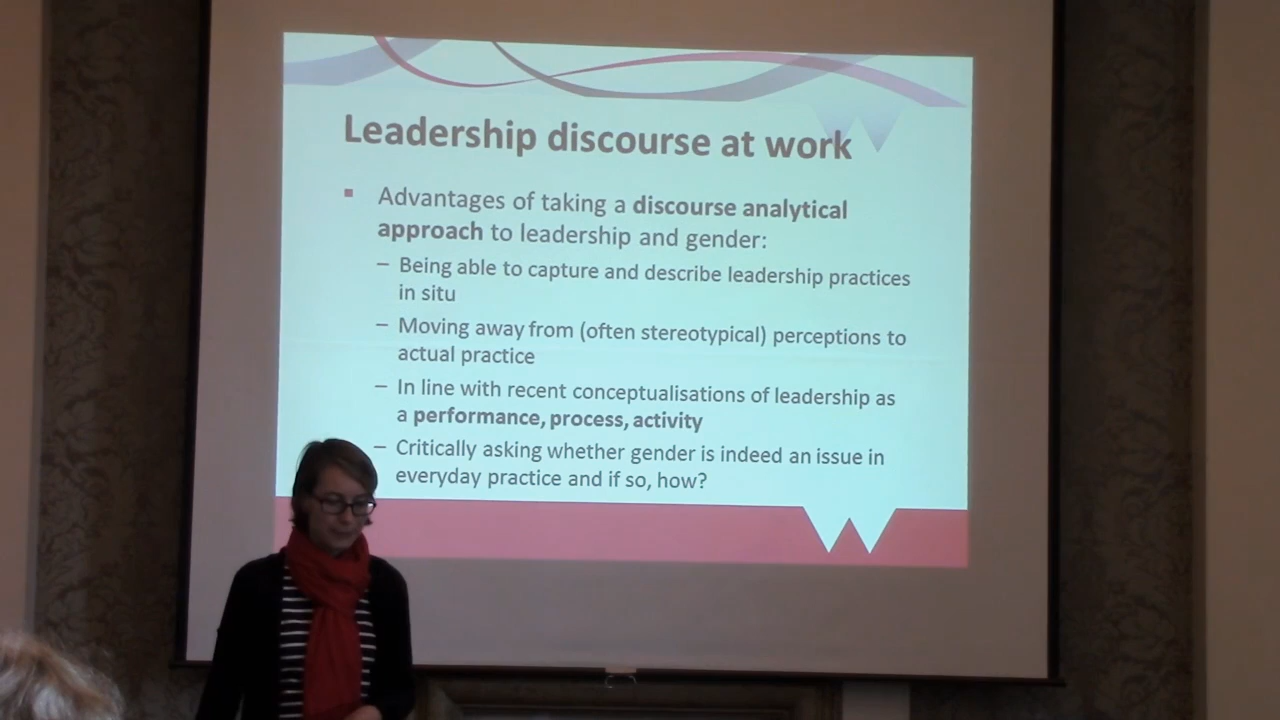 Leadership discourse at work
▪ Advantages of taking a discourse analytical
approach to leadership and gender:
– Being able to capture and describe leadership practices
in situ
– Moving away from (often stereotypical) perceptions to
actual practice
– In line with recent conceptualisations of leadership as
a performance, process, activity
– Critically asking whether gender is indeed an issue in
everyday practice and if so, how?